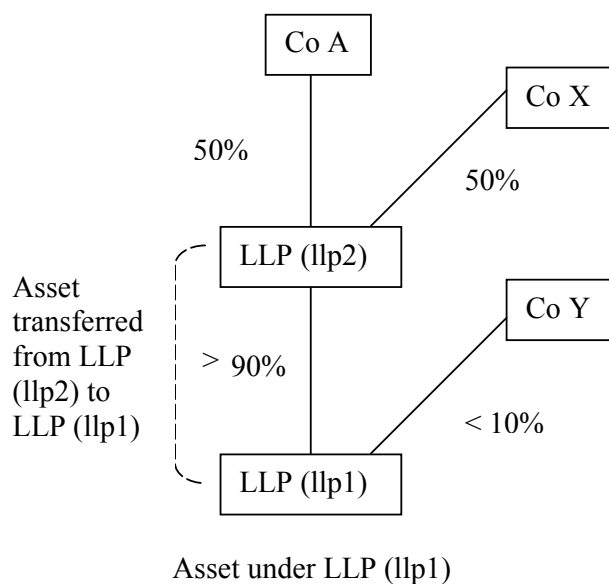 Co A
Co X
50%
50%
LLP (llp2)
Asset
transferred
from LLP
(llp2) to
LLP (llp1)
> 90%
Co Y
< 10%
LLP (llp1)
Asset under LLP (llp1)